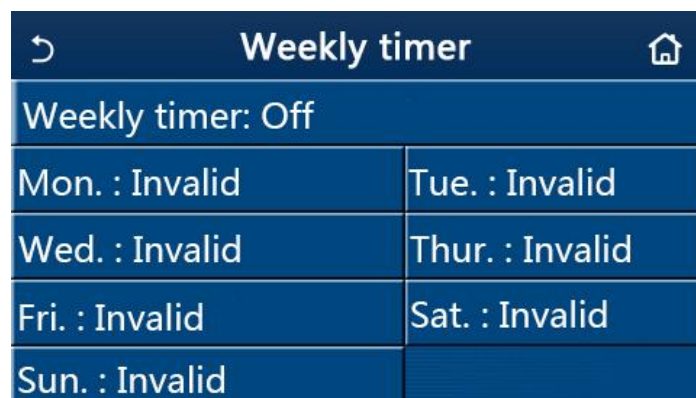 Weekly timer
Weekly timer: Off
Mon. : Invalid
Tue. : Invalid
Wed. : Invalid
Thur. : Invalid
Fri. : Invalid
Sat. : Invalid
Sun. : Invalid